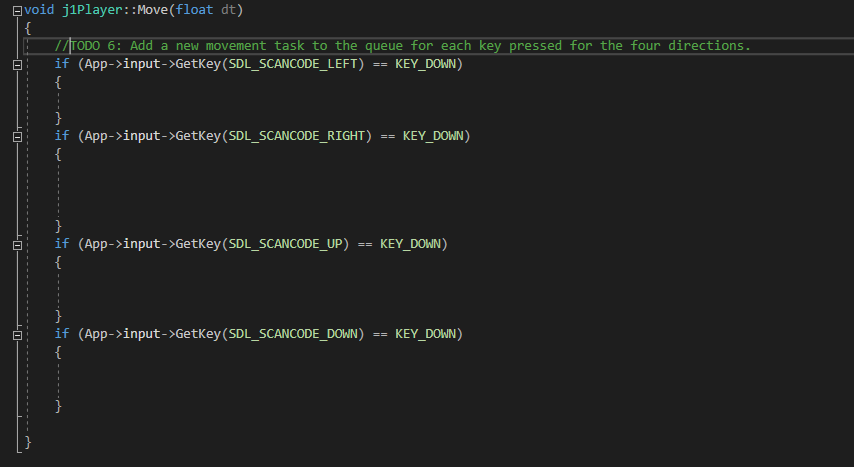 void j1Player::Move(float dt)
{
//TODO 6: Add a new movement task to the queue for each key pressed for the four directions.
if (App->input->GetKey(SDL_SCANCODE_LEFT) == KEY_DOWN)
{
}
if (App->input->GetKey(SDL_SCANCODE_RIGHT) == KEY_DOWN)
{
}
if (App->input->GetKey(SDL_SCANCODE_UP) == KEY_DOWN)
{
}
if (App->input->GetKey(SDL_SCANCODE_DOWN) == KEY_DOWN)
{
}
}